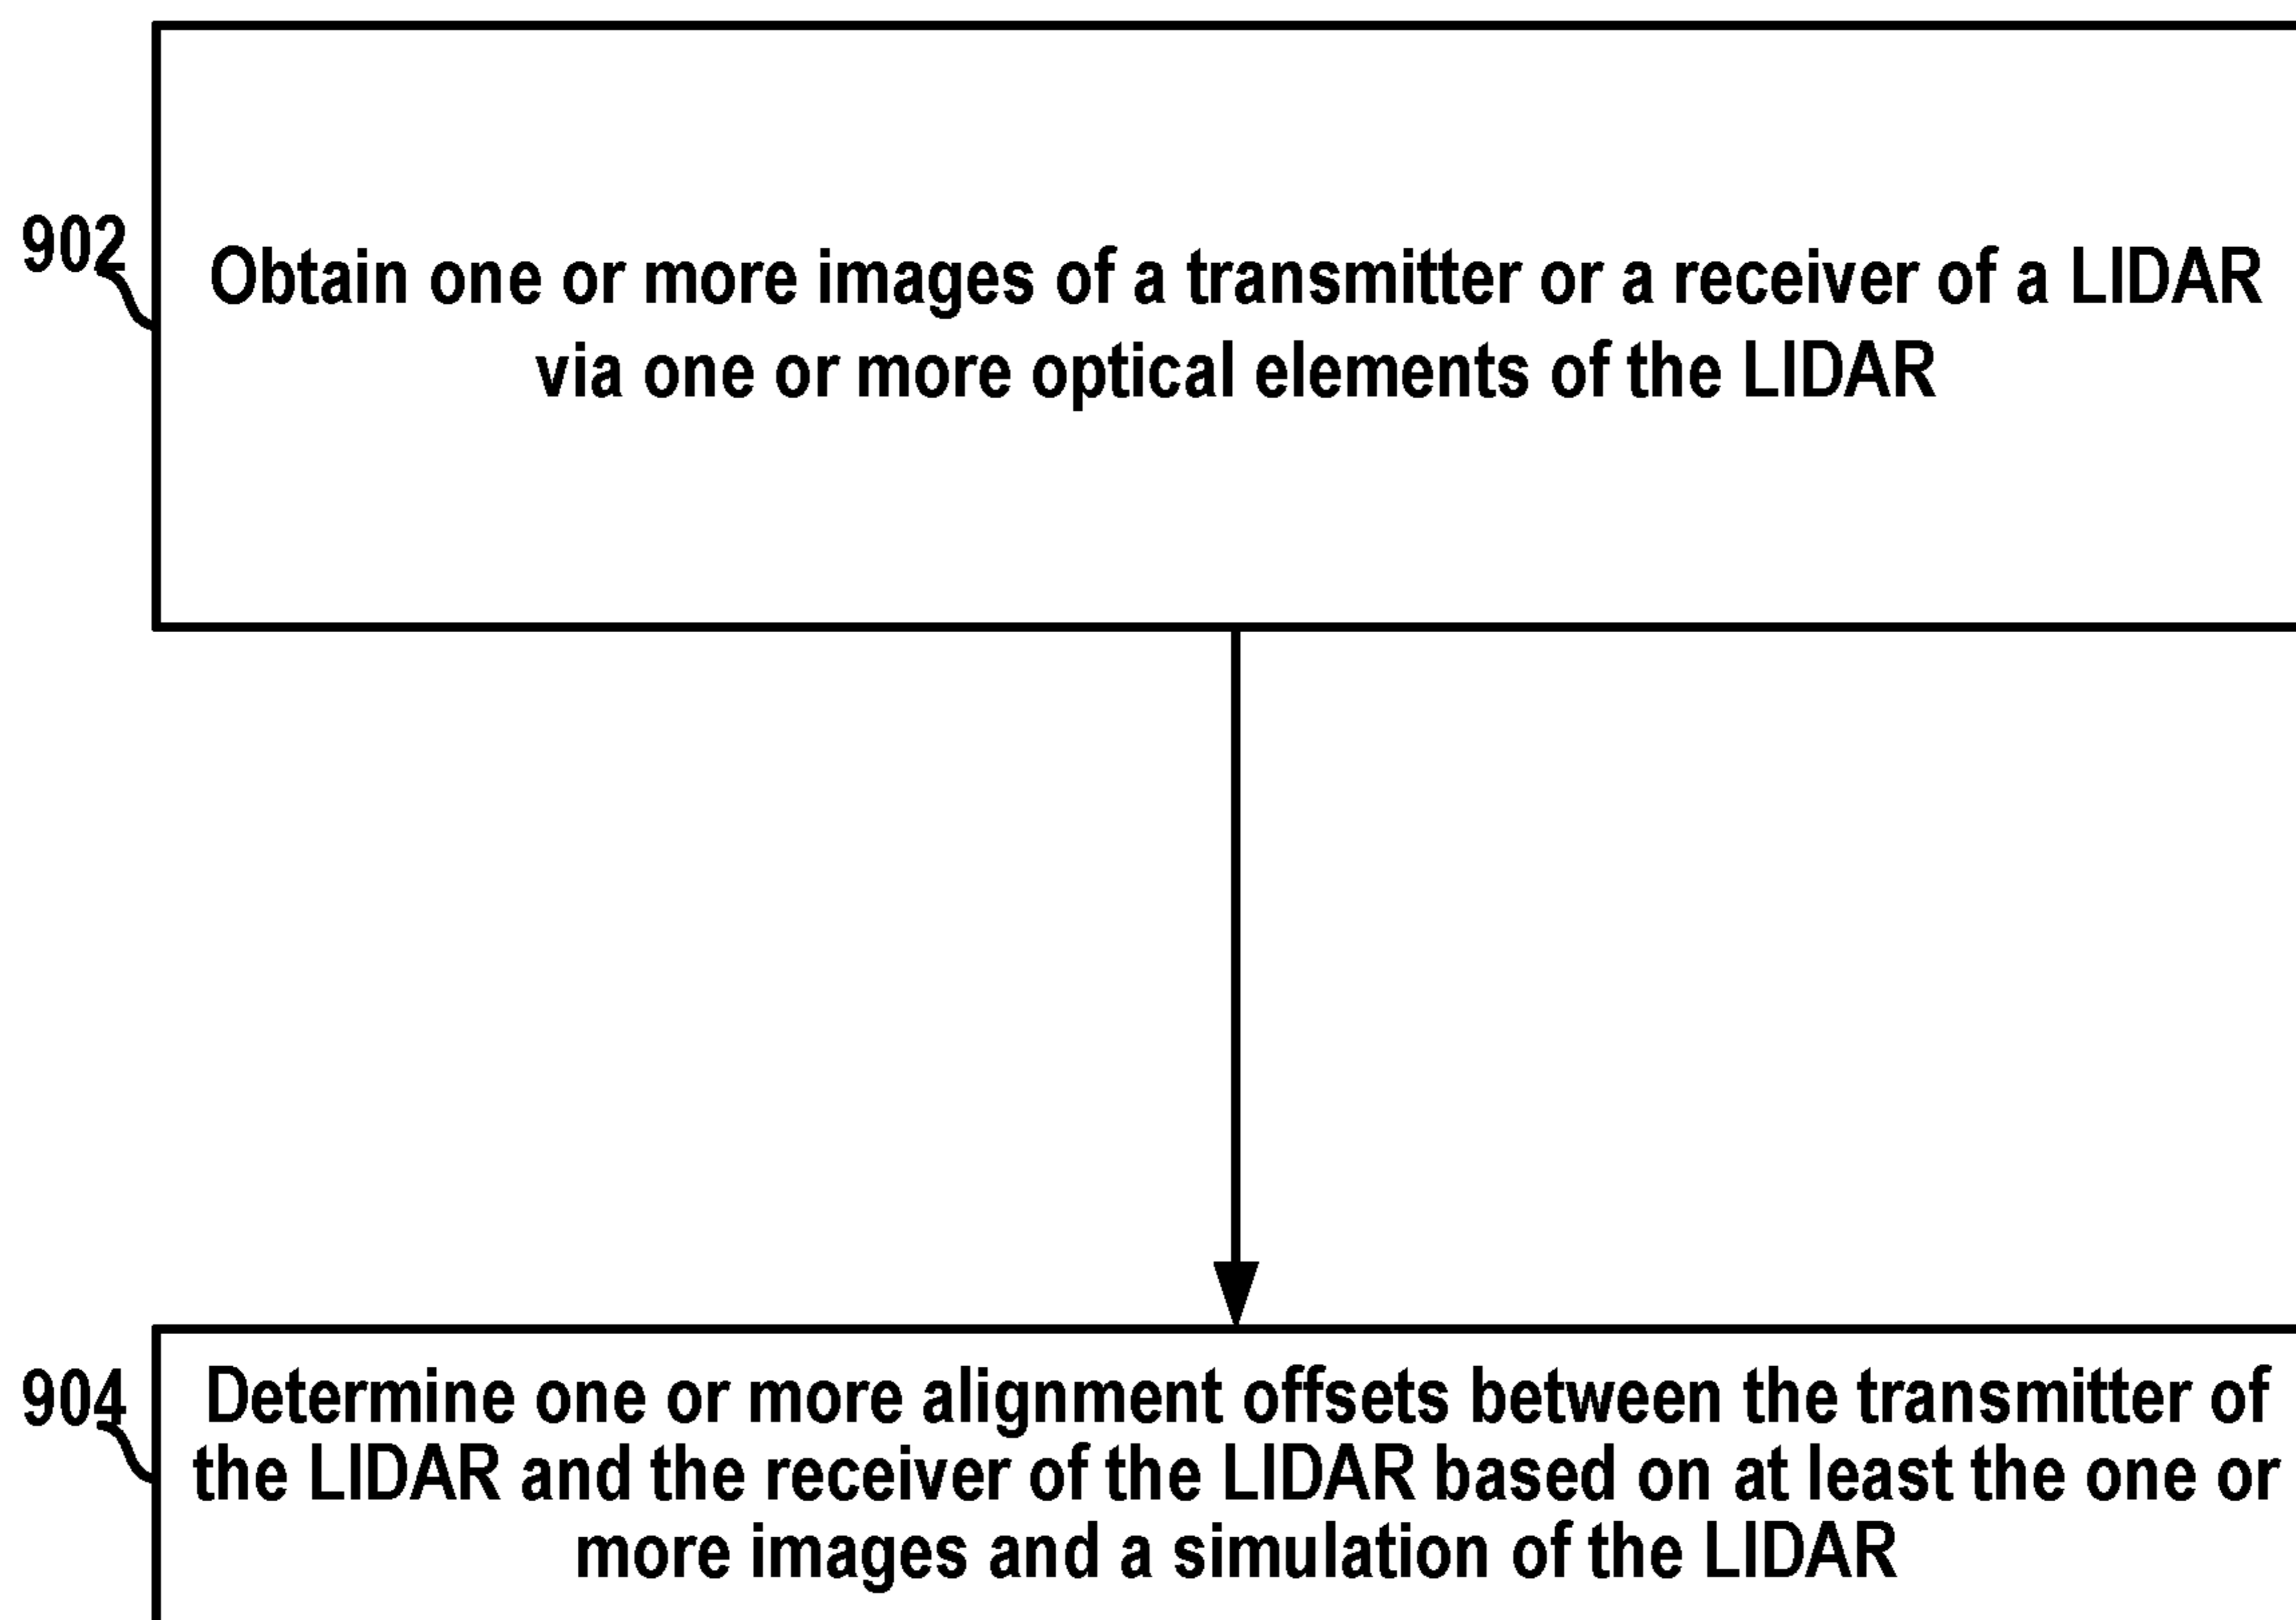 902
Obtain one or more images of a transmitter or a receiver of a LIDAR
via one or more optical elements of the LIDAR
904
Determine one or more alignment offsets between the transmitter of
the LIDAR and the receiver of the LIDAR based on at least the one or
more images and a simulation of the LIDAR